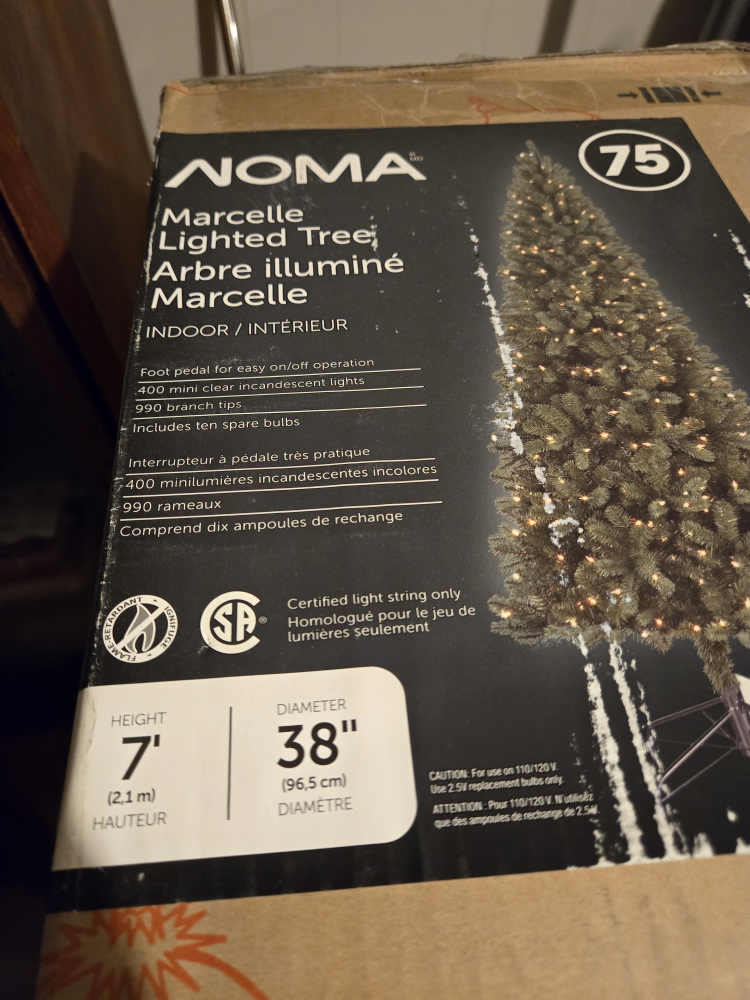 NOMA
MD
75
Marcelle
Lighted Tree
Arbre illuminé
Marcelle
INDOOR / INTÉRIEUR
Foot pedal for easy on/off operation
400 mini clear incandescent lights
990 branch tips
Includes ten spare bulbs
Interrupteur à pédale très pratique
400 minilumières incandescentes incolores
990 rameaux
Comprend dix ampoules de rechange
FLAME-RETARDANT • IGNIFUGE •
SA®
Certified light string only
Homologué pour le jeu de
lumières seulement
HEIGHT
7'
(2,1 m)
HAUTEUR
DIAMETER
38"
(96,5 cm)
DIAMÈTRE
CAUTION: For use on 110/120 V.
Use 2.5V replacement bulbs only.
ATTENTION : Pour 110/120 V. N'utilisez
que des ampoules de rechange de 2,5V.